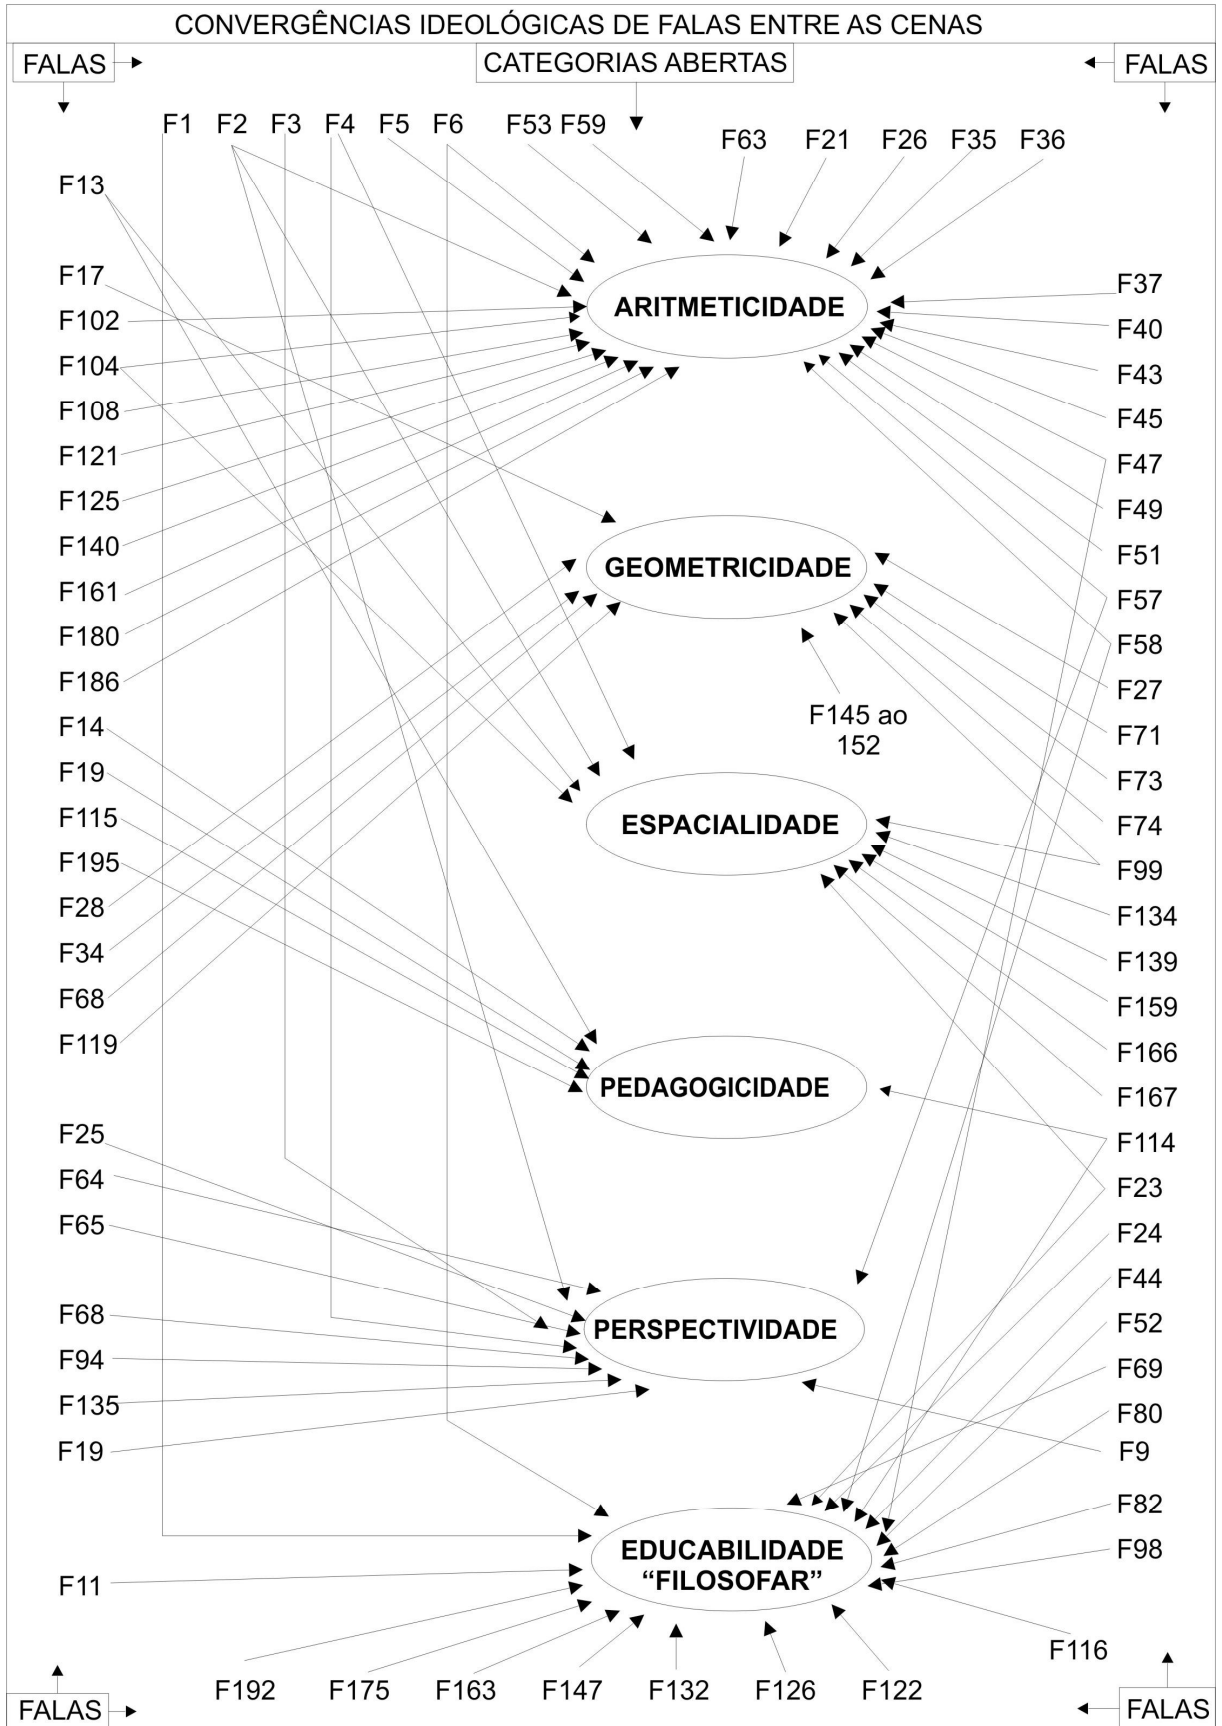 CONVERGÊNCIAS IDEOLÓGICAS DE FALAS ENTRE AS CENAS
FALAS
CATEGORIAS ABERTAS
FALAS
F1 F2 F3 F4 F5 F6 F53 F59
F63 F21 F26 F35 F36
F13
F17
F102
F104
F108
F121
F125
F140
F161
F180
F186
F14
F19
F115
F195
F28
F34
F68
F119
F25
F64
F65
F68
F94
F135
F19
F11
ARITMETICIDADE
GEOMETRICIDADE
F145 ao
152
ESPACIALIDADE
PEDAGOGICIDADE
PERSPECTIVIDADE
EDUCABILIDADE
“FILOSOFAR”
F37
F40
F43
F45
F47
F49
F51
F57
F58
F27
F71
F73
F74
F99
F134
F139
F159
F166
F167
F114
F23
F24
F44
F52
F69
F80
F9
F82
F98
F116
F192 F175 F163 F147 F132 F126 F122
FALAS
FALAS